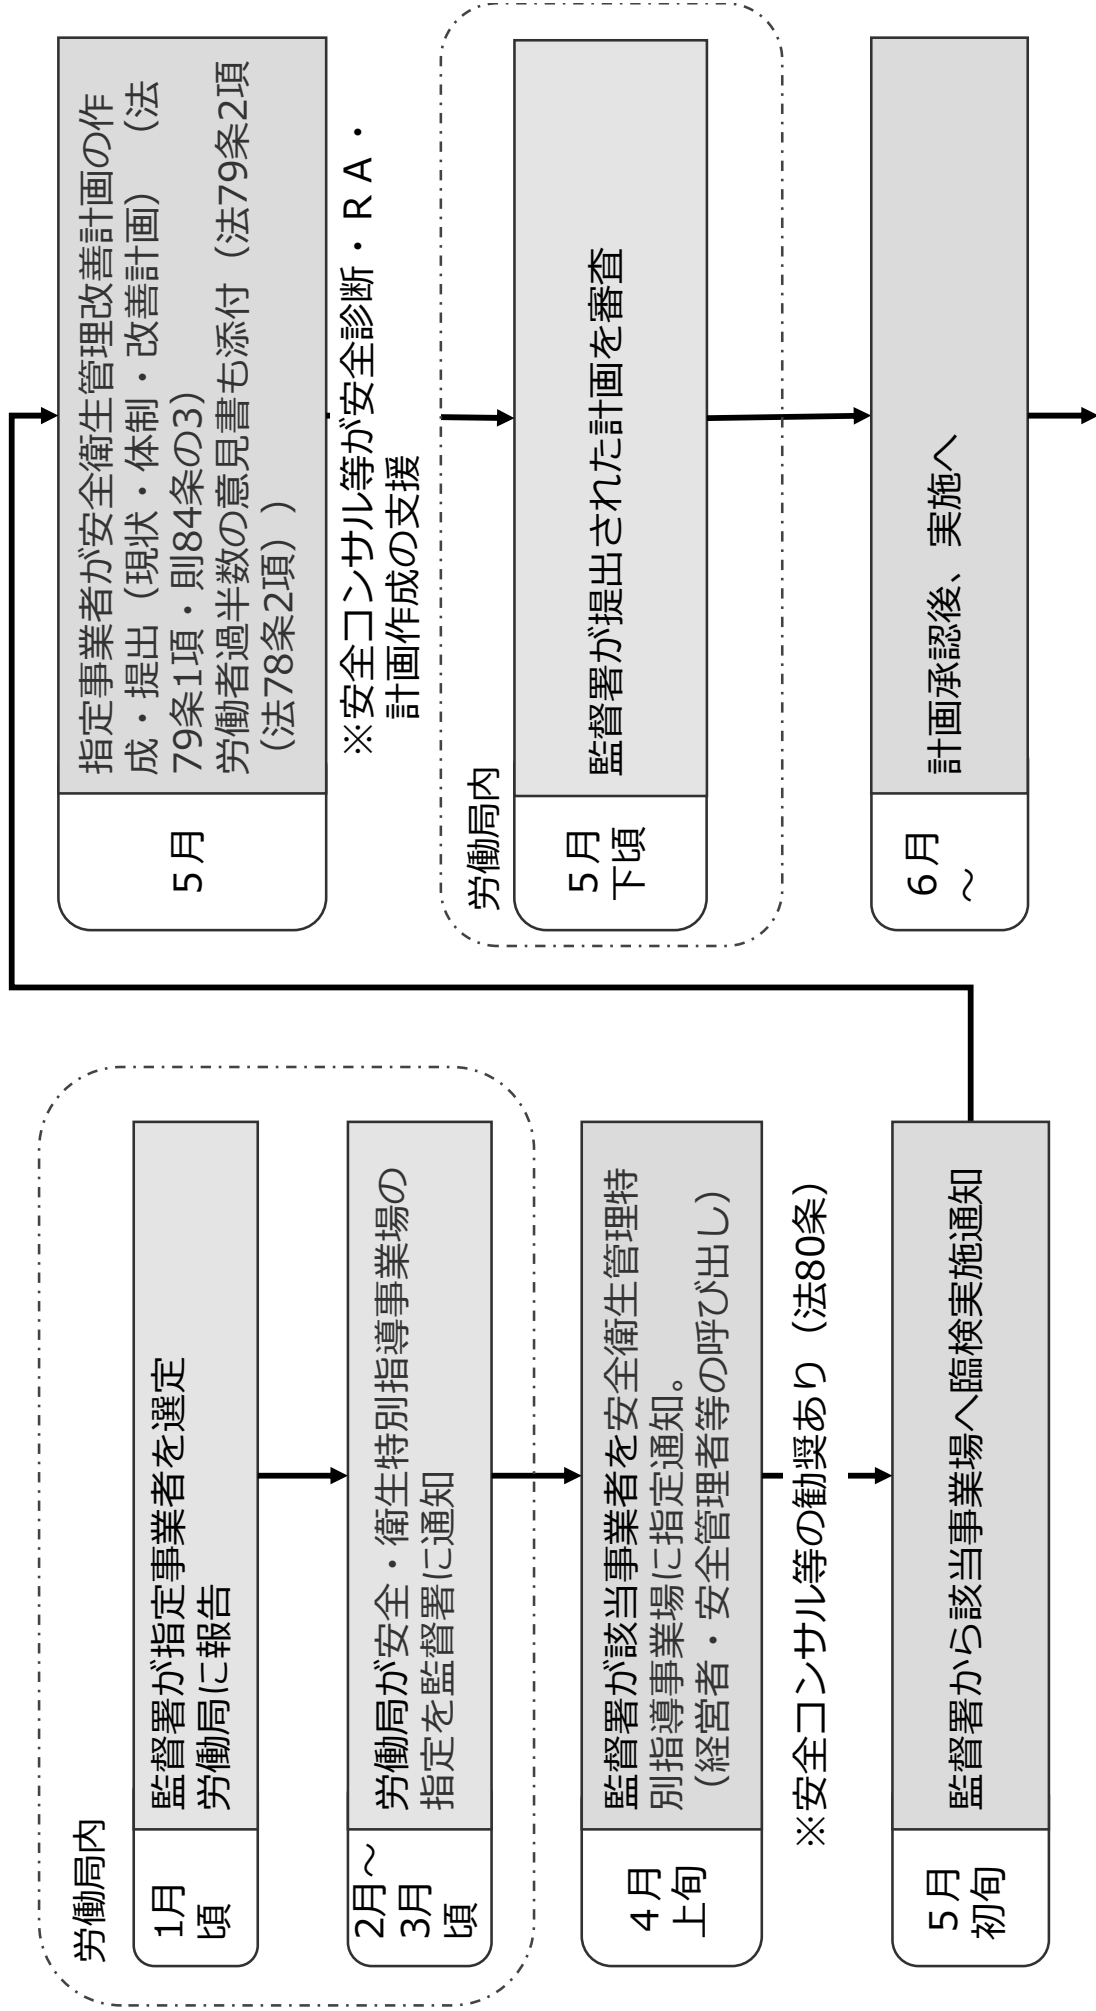 労働局内
1月
頃
監督署が指定事業者を選定
労働局に報告
2月～
3月
頃
労働局が安全・衛生特別指導事業場の
指定を監督署に通知
４月
上旬
監督署が該当事業者を安全衛生管理特
別指導事業場に指定通知。
（経営者・安全管理者等の呼び出し）
※安全コンサル等の勧奨あり（法80条）
５月
初旬
監督署から該当事業場へ臨検実施通知
５月
指定事業者が安全衛生管理改善計画の作
成・提出（現状・体制・改善計画）　（法
79条1項・則84条の3)
労働者過半数の意見書も添付（法79条2項
（法78条2項））
※安全コンサル等が安全診断・ＲＡ・
計画作成の支援
労働局内
５月
下頃
監督署が提出された計画を審査
６月
～
計画承認後、実施へ